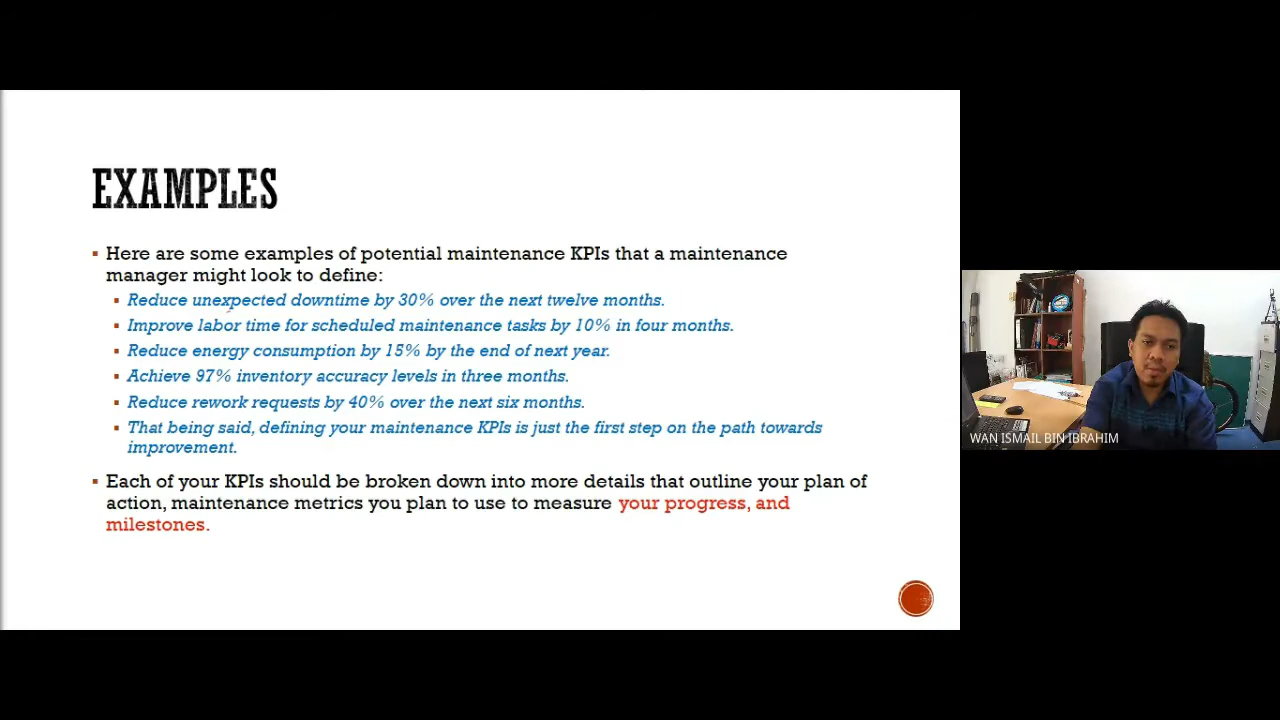 EXAMPLES
Here are some examples of potential maintenance KPIs that a maintenance
manager might look to define:
Reduce unexpected downtime by 30% over the next twelve months.
Improve labor time for scheduled maintenance tasks by 10% in four months.
Reduce energy consumption by 15% by the end of next year.
Achieve 97% inventory accuracy levels in three months.
Reduce rework requests by 40% over the next six months.
That being said, defining your maintenance KPIs is just the first step on the path towards
improvement.
Each of your KPIs should be broken down into more details that outline your plan of
action, maintenance metrics you plan to use to measure your progress, and
milestones.
WAN ISMAIL BIN IBRAHIM